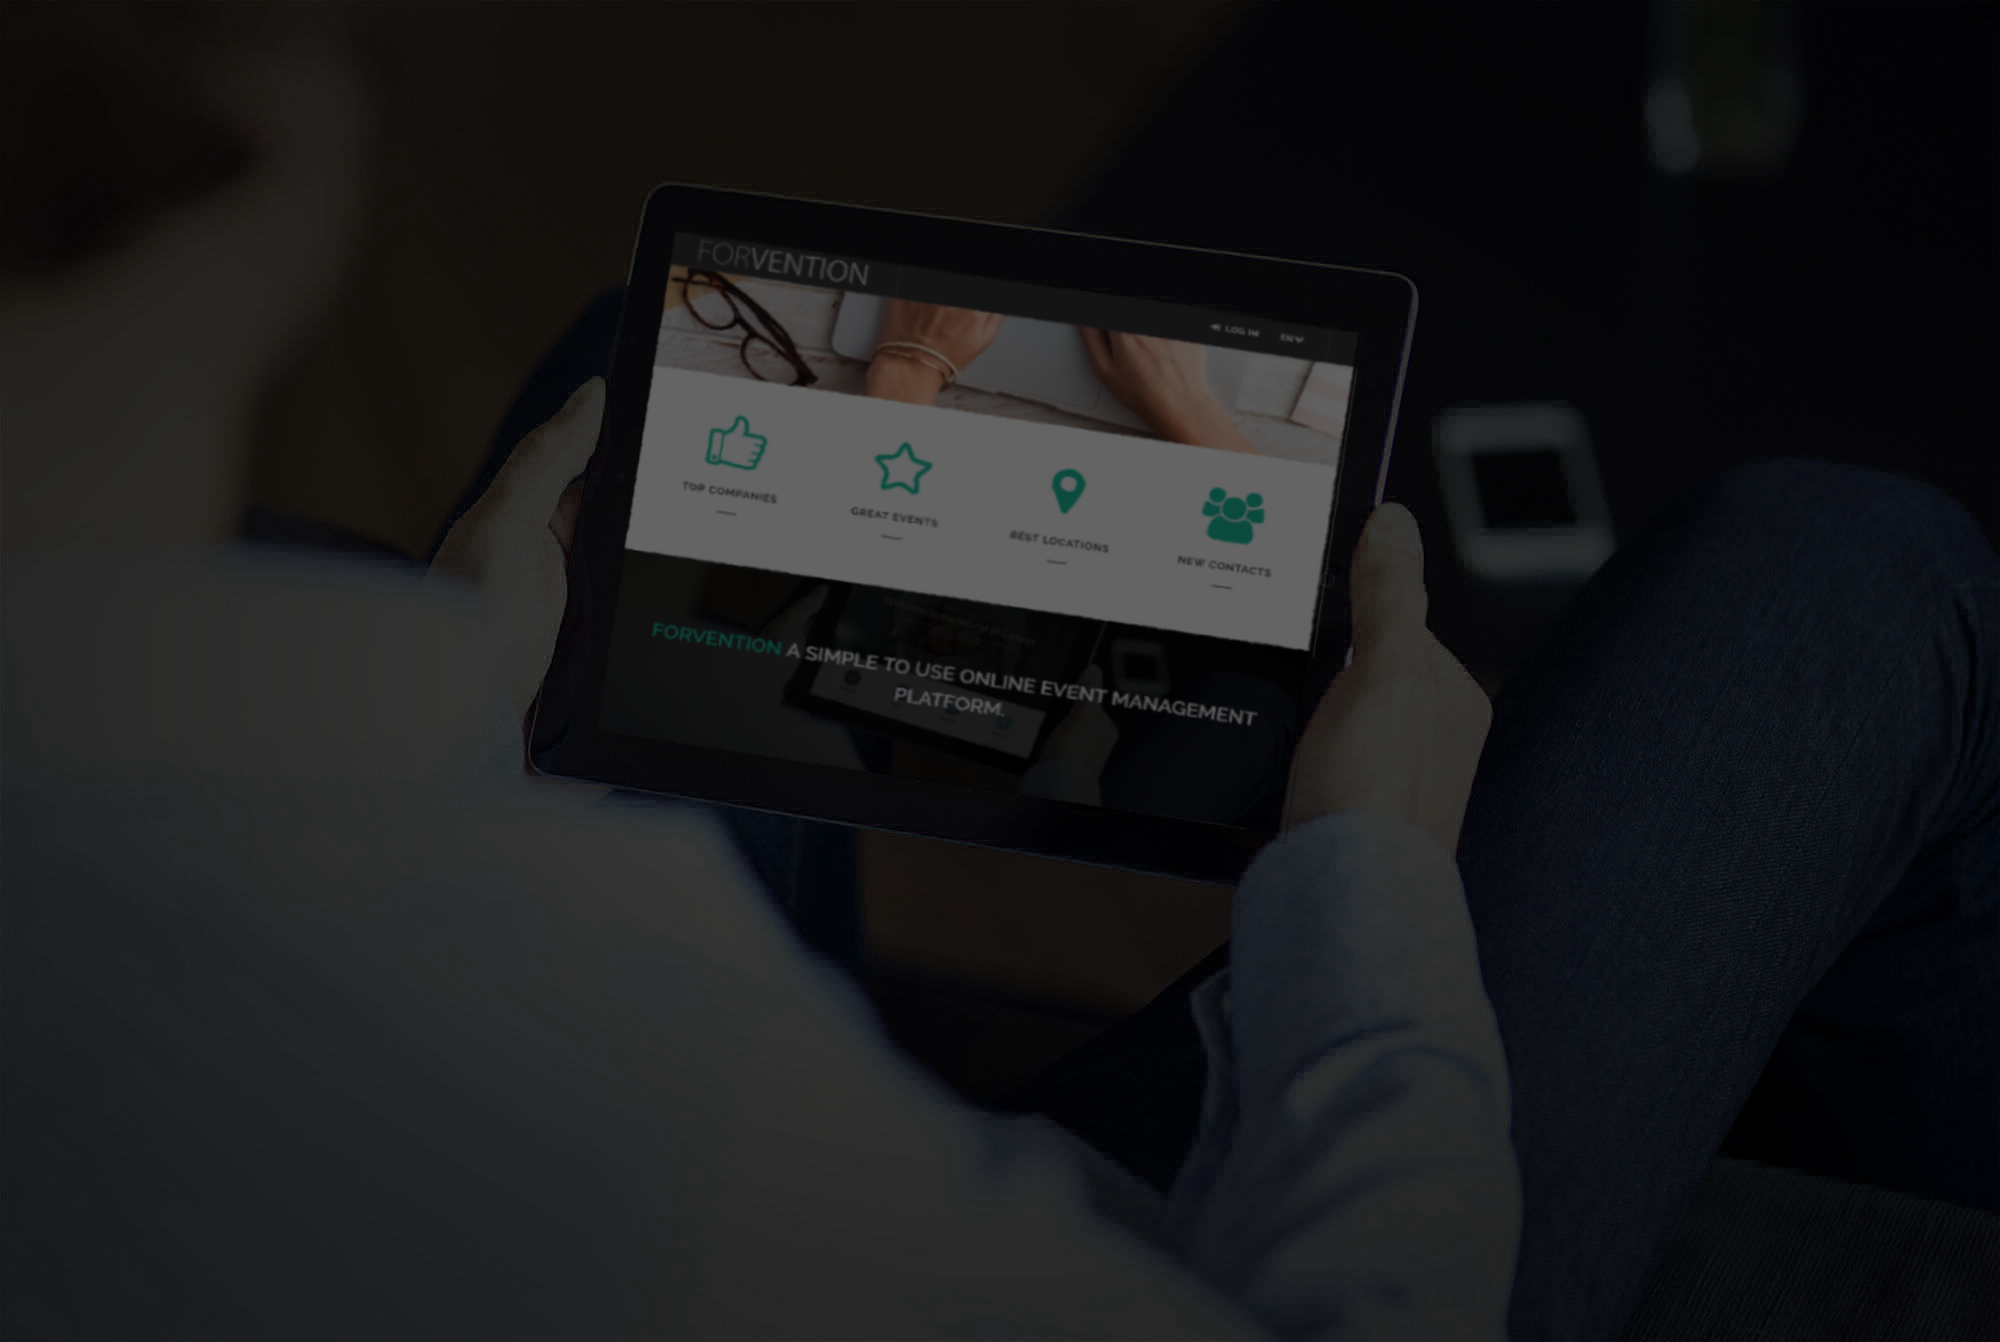 FORVENTION
LOG IN EN
TOP COMPANIES
GREAT EVENTS
BEST LOCATIONS
NEW CONTACTS
FORVENTION A SIMPLE TO USE ONLINE EVENT MANAGEMENT
PLATFORM.